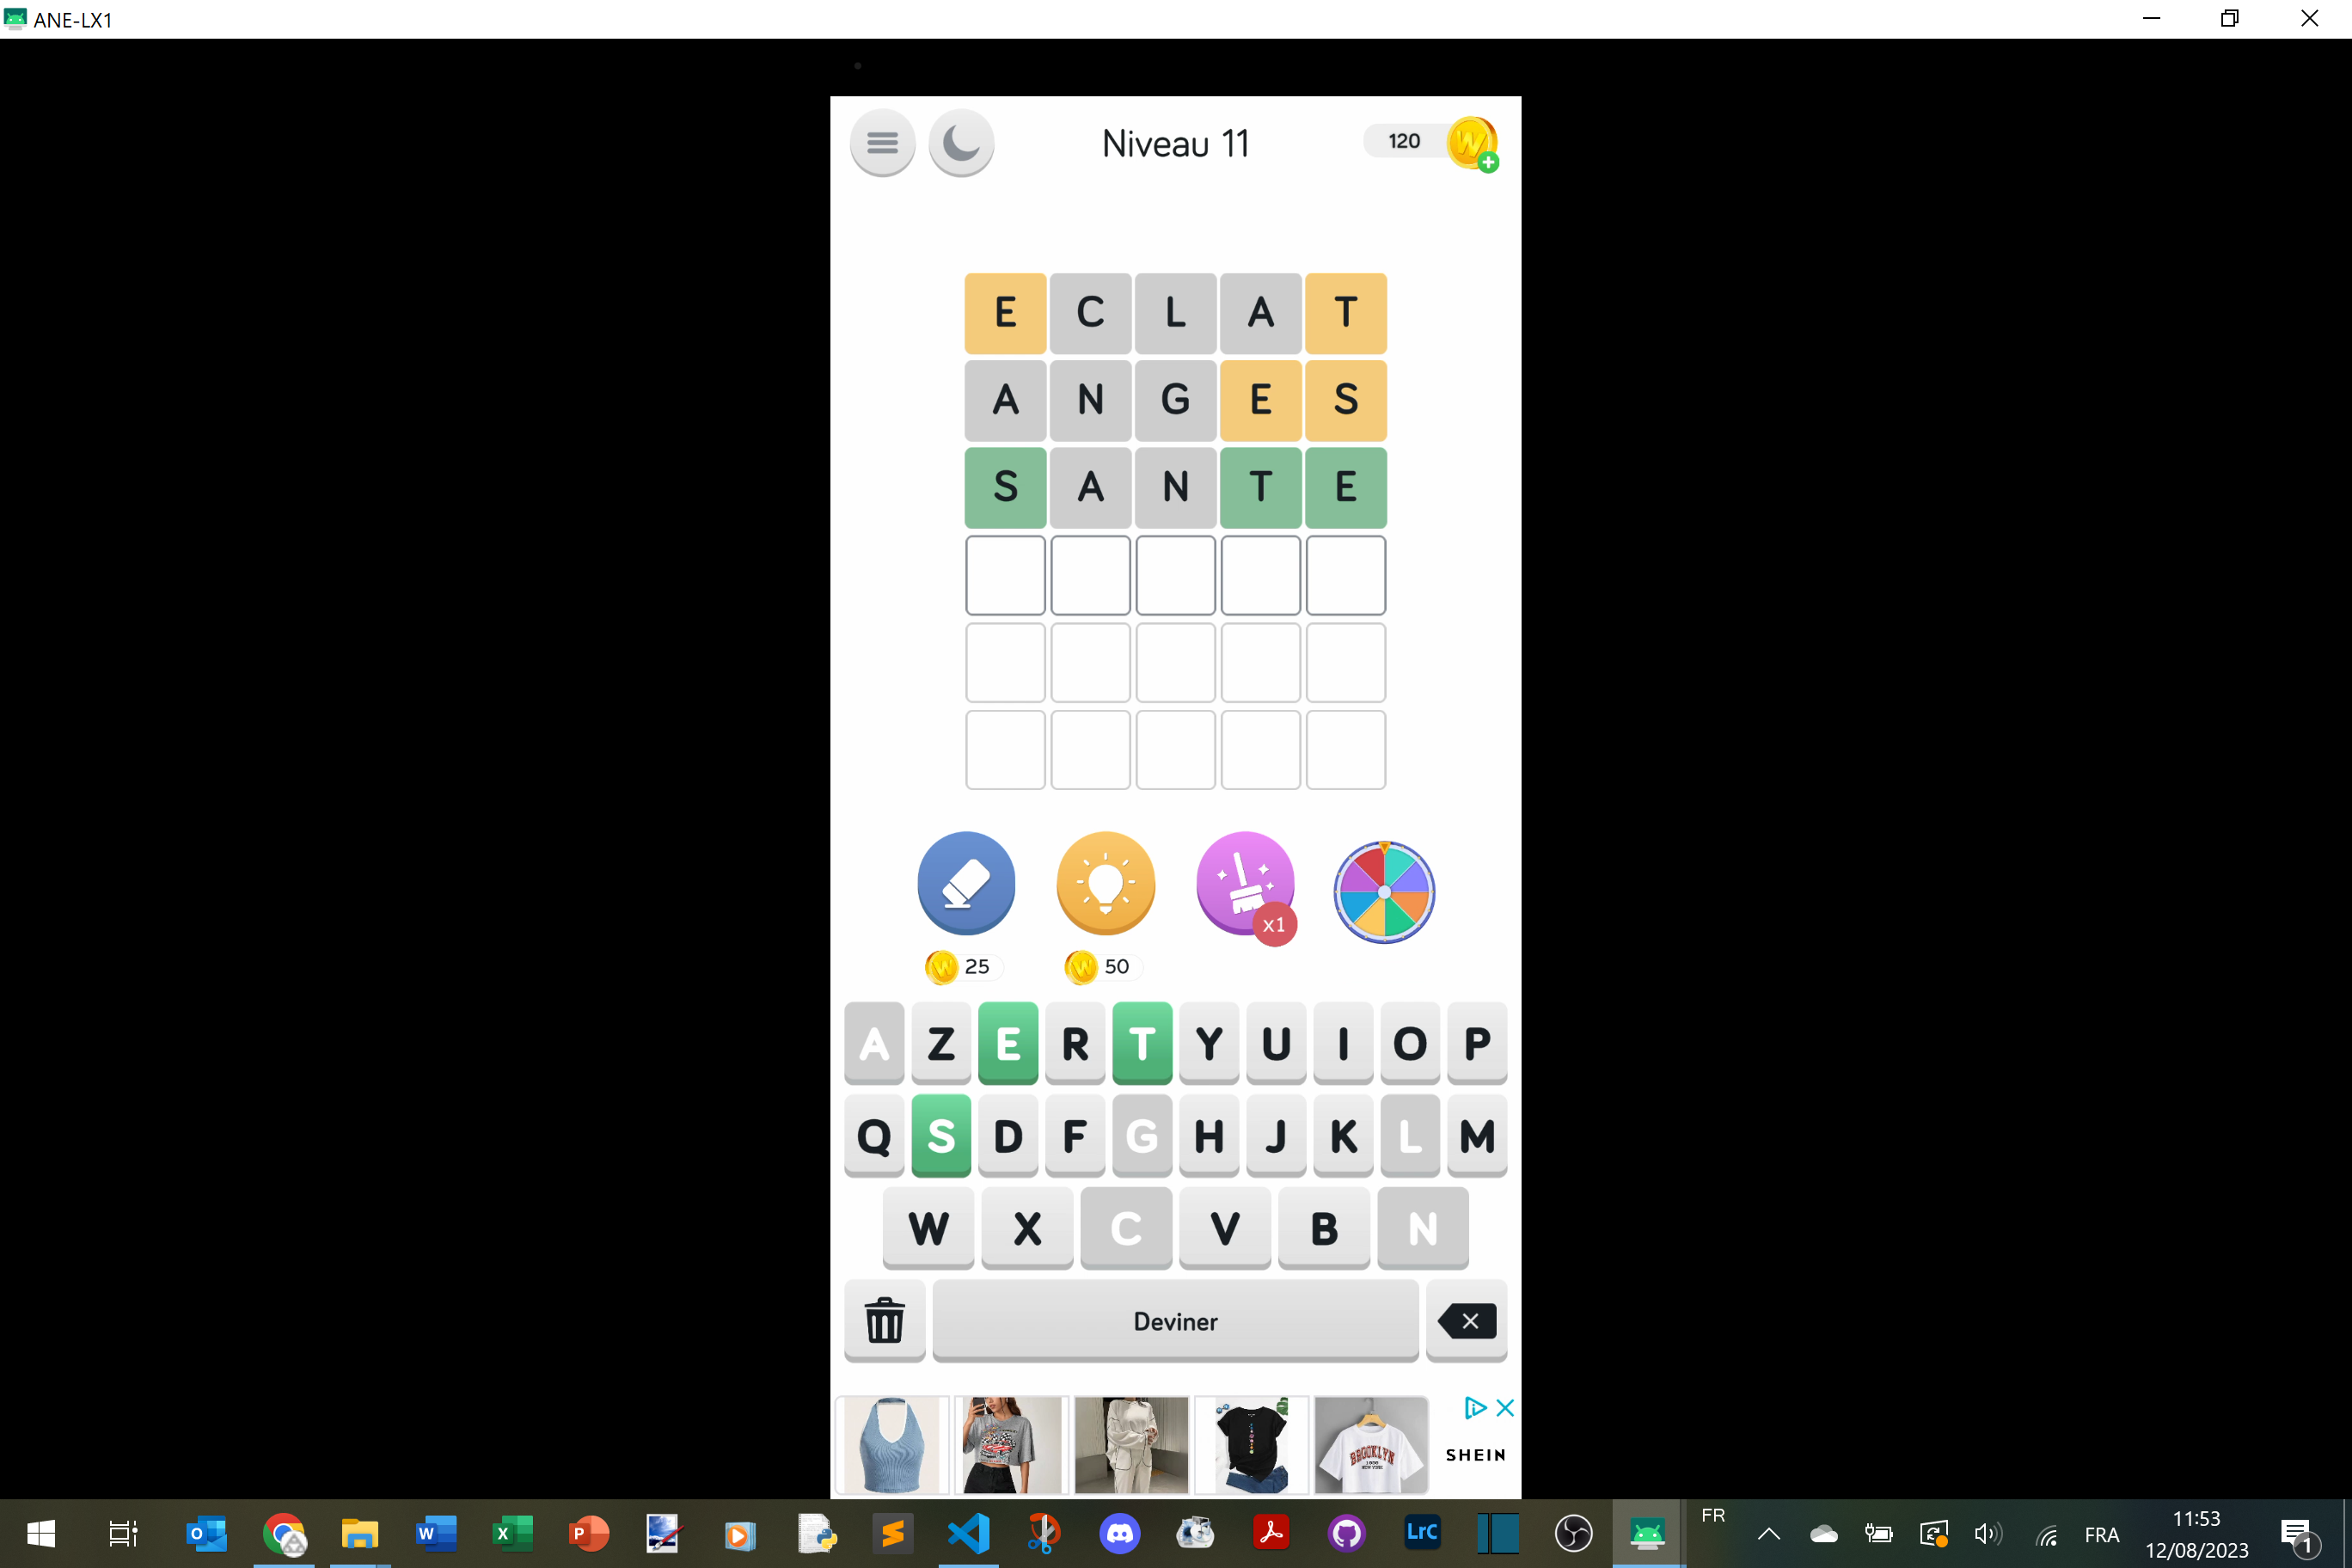 ANE-LX1
Niveau 11
120
E C L A T
A N G E S
S A N T E
x1
25
50
A Z E R T Y U I O P
Q S D F G H J K L M
W X C V B N
Deviner
BROOKLYN
SHEIN
FR
LrC
FRA
11:53
12/08/2023
1